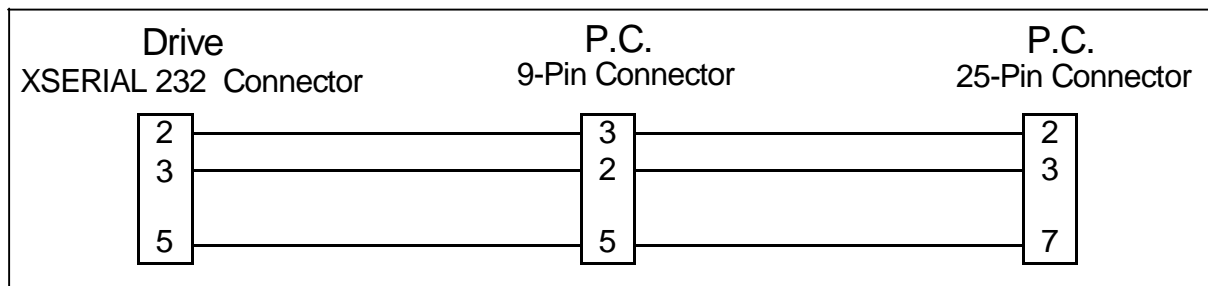 Drive P.C. P.C.
XSERIAL 232 Connector 9-Pin Connector 25-Pin Connector
2 3 2
3 2 3
5 5 7